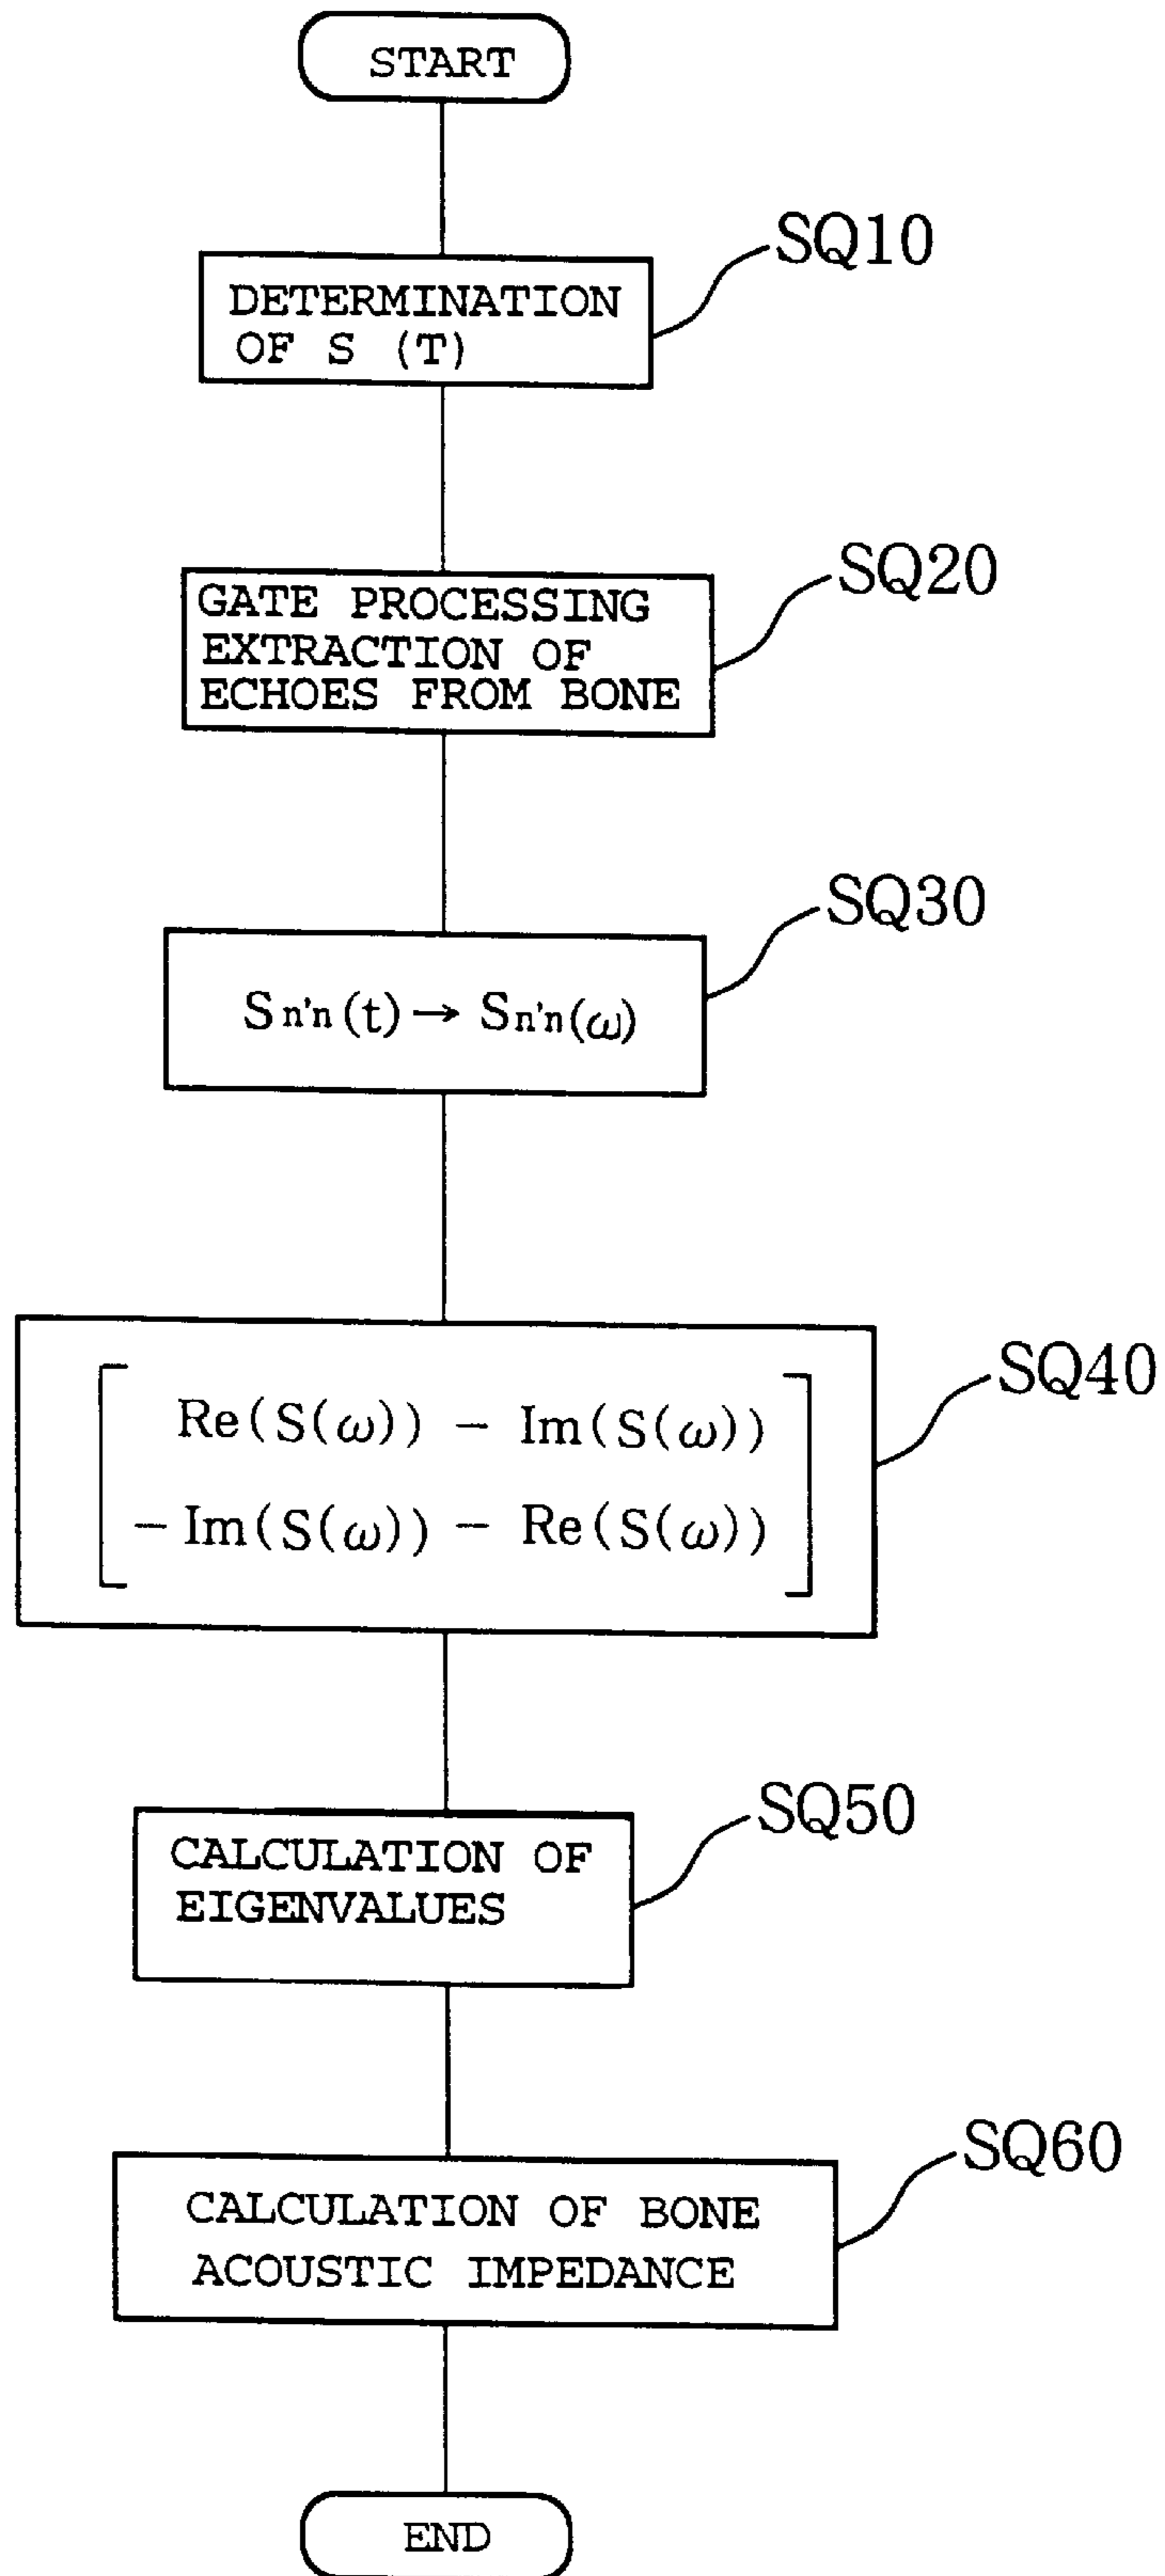 START
SQ10
DETERMINATION
OF S (T)
SQ20
GATE PROCESSING
EXTRACTION OF
ECHOES FROM BONE
SQ30
Sn'n(t) → Sn'n(ω)
SQ40
Re(S(ω)) - Im(S(ω))
- Im(S(ω)) - Re(S(ω))
SQ50
CALCULATION OF
EIGENVALUES
SQ60
CALCULATION OF BONE
ACOUSTIC IMPEDANCE
END